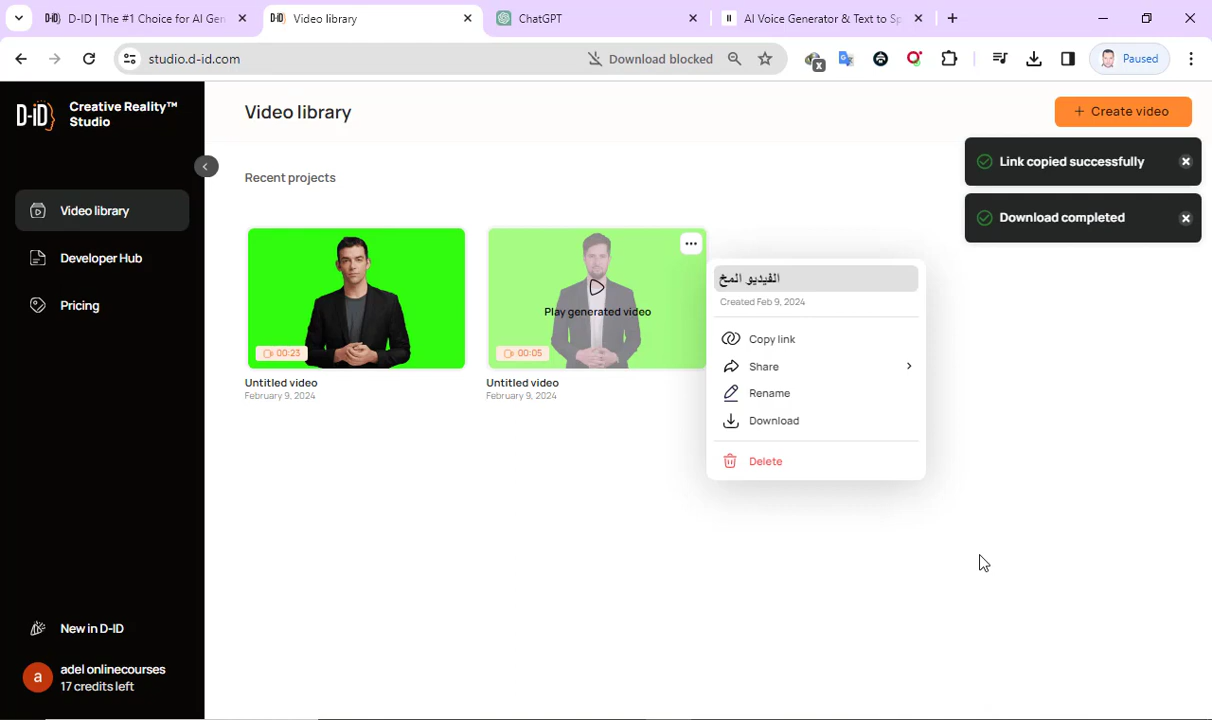 D-ID | The #1 Choice for AI Gen
Video library
ChatGPT
AI Voice Generator & Text to Sp
studio.d-id.com
Download blocked
Paused
D-iD
Creative Reality™
Studio
Video library
+ Create video
Link copied successfully
Download completed
Recent projects
Video library
Developer Hub
Pricing
Play generated video
00:23
00:05
Untitled video
February 9, 2024
Untitled video
February 9, 2024
الفيديو المخ
Created Feb 9, 2024
Copy link
Share
Rename
Download
Delete
New in D-ID
a
adel onlinecourses
17 credits left